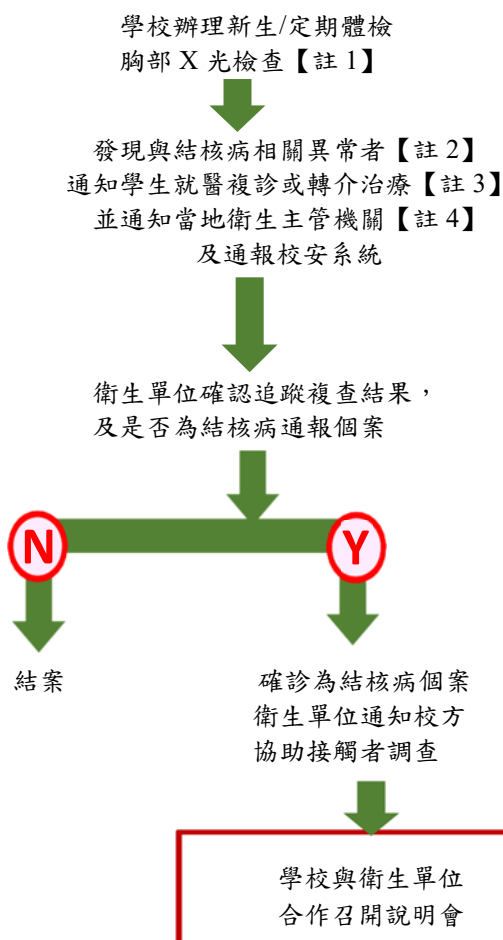 學校辦理新生/定期體檢
胸部 X 光檢查【註 1】
發現與結核病相關異常者【註 2】
通知學生就醫複診或轉介治療【註 3】
並通知當地衛生主管機關【註 4】
及通報校安系統
衛生單位確認追蹤複查結果，
及是否為結核病通報個案
N
Y
結案
確診為結核病個案
衛生單位通知校方
協助接觸者調查
學校與衛生單位
合作召開說明會